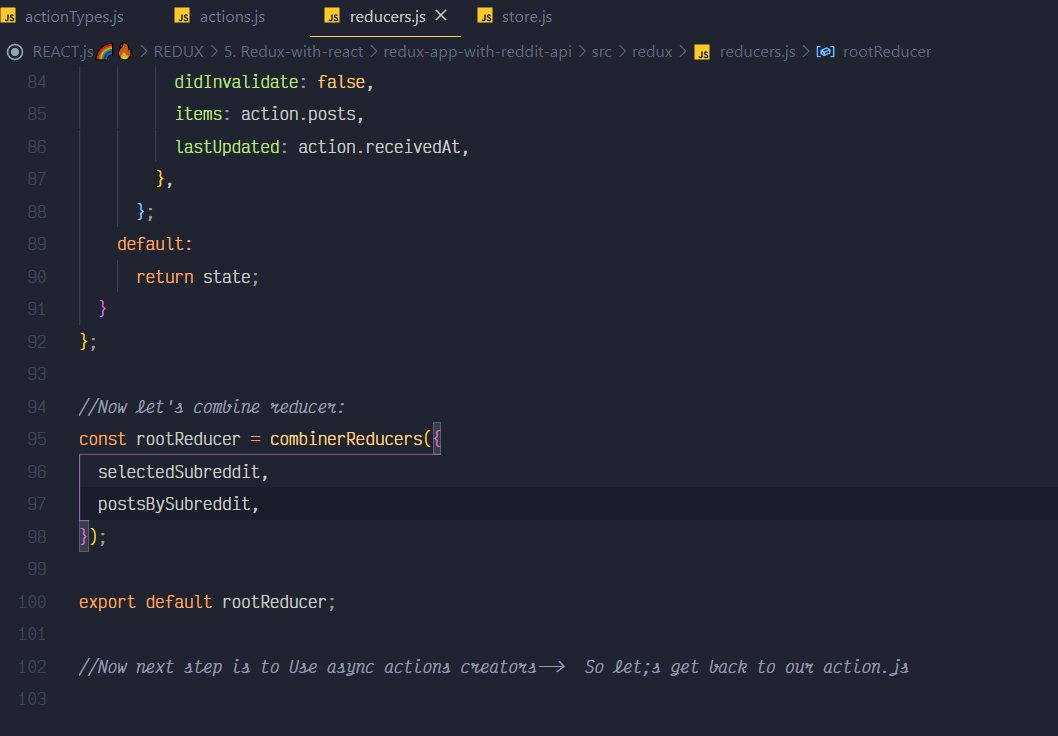 JS actionTypes.js JS actions.js JS reducers.js × JS store.js
REACT.js🌈🔥 > REDUX > 5. Redux-with-react > redux-app-with-reddit-api > src > redux > JS reducers.js > rootReducer
84 didInvalidate: false,
85 items: action.posts,
86 lastUpdated: action.receivedAt,
87 },
88 };
89 default:
90 return state;
91 }
92 };
93
94 //Now let's combine reducer:
95 const rootReducer = combinerReducers({
96 selectedSubreddit,
97 postsBySubreddit,
98 });
99
100 export default rootReducer;
101
102 //Now next step is to Use async actions creators--> So let;s get back to our action.js
103